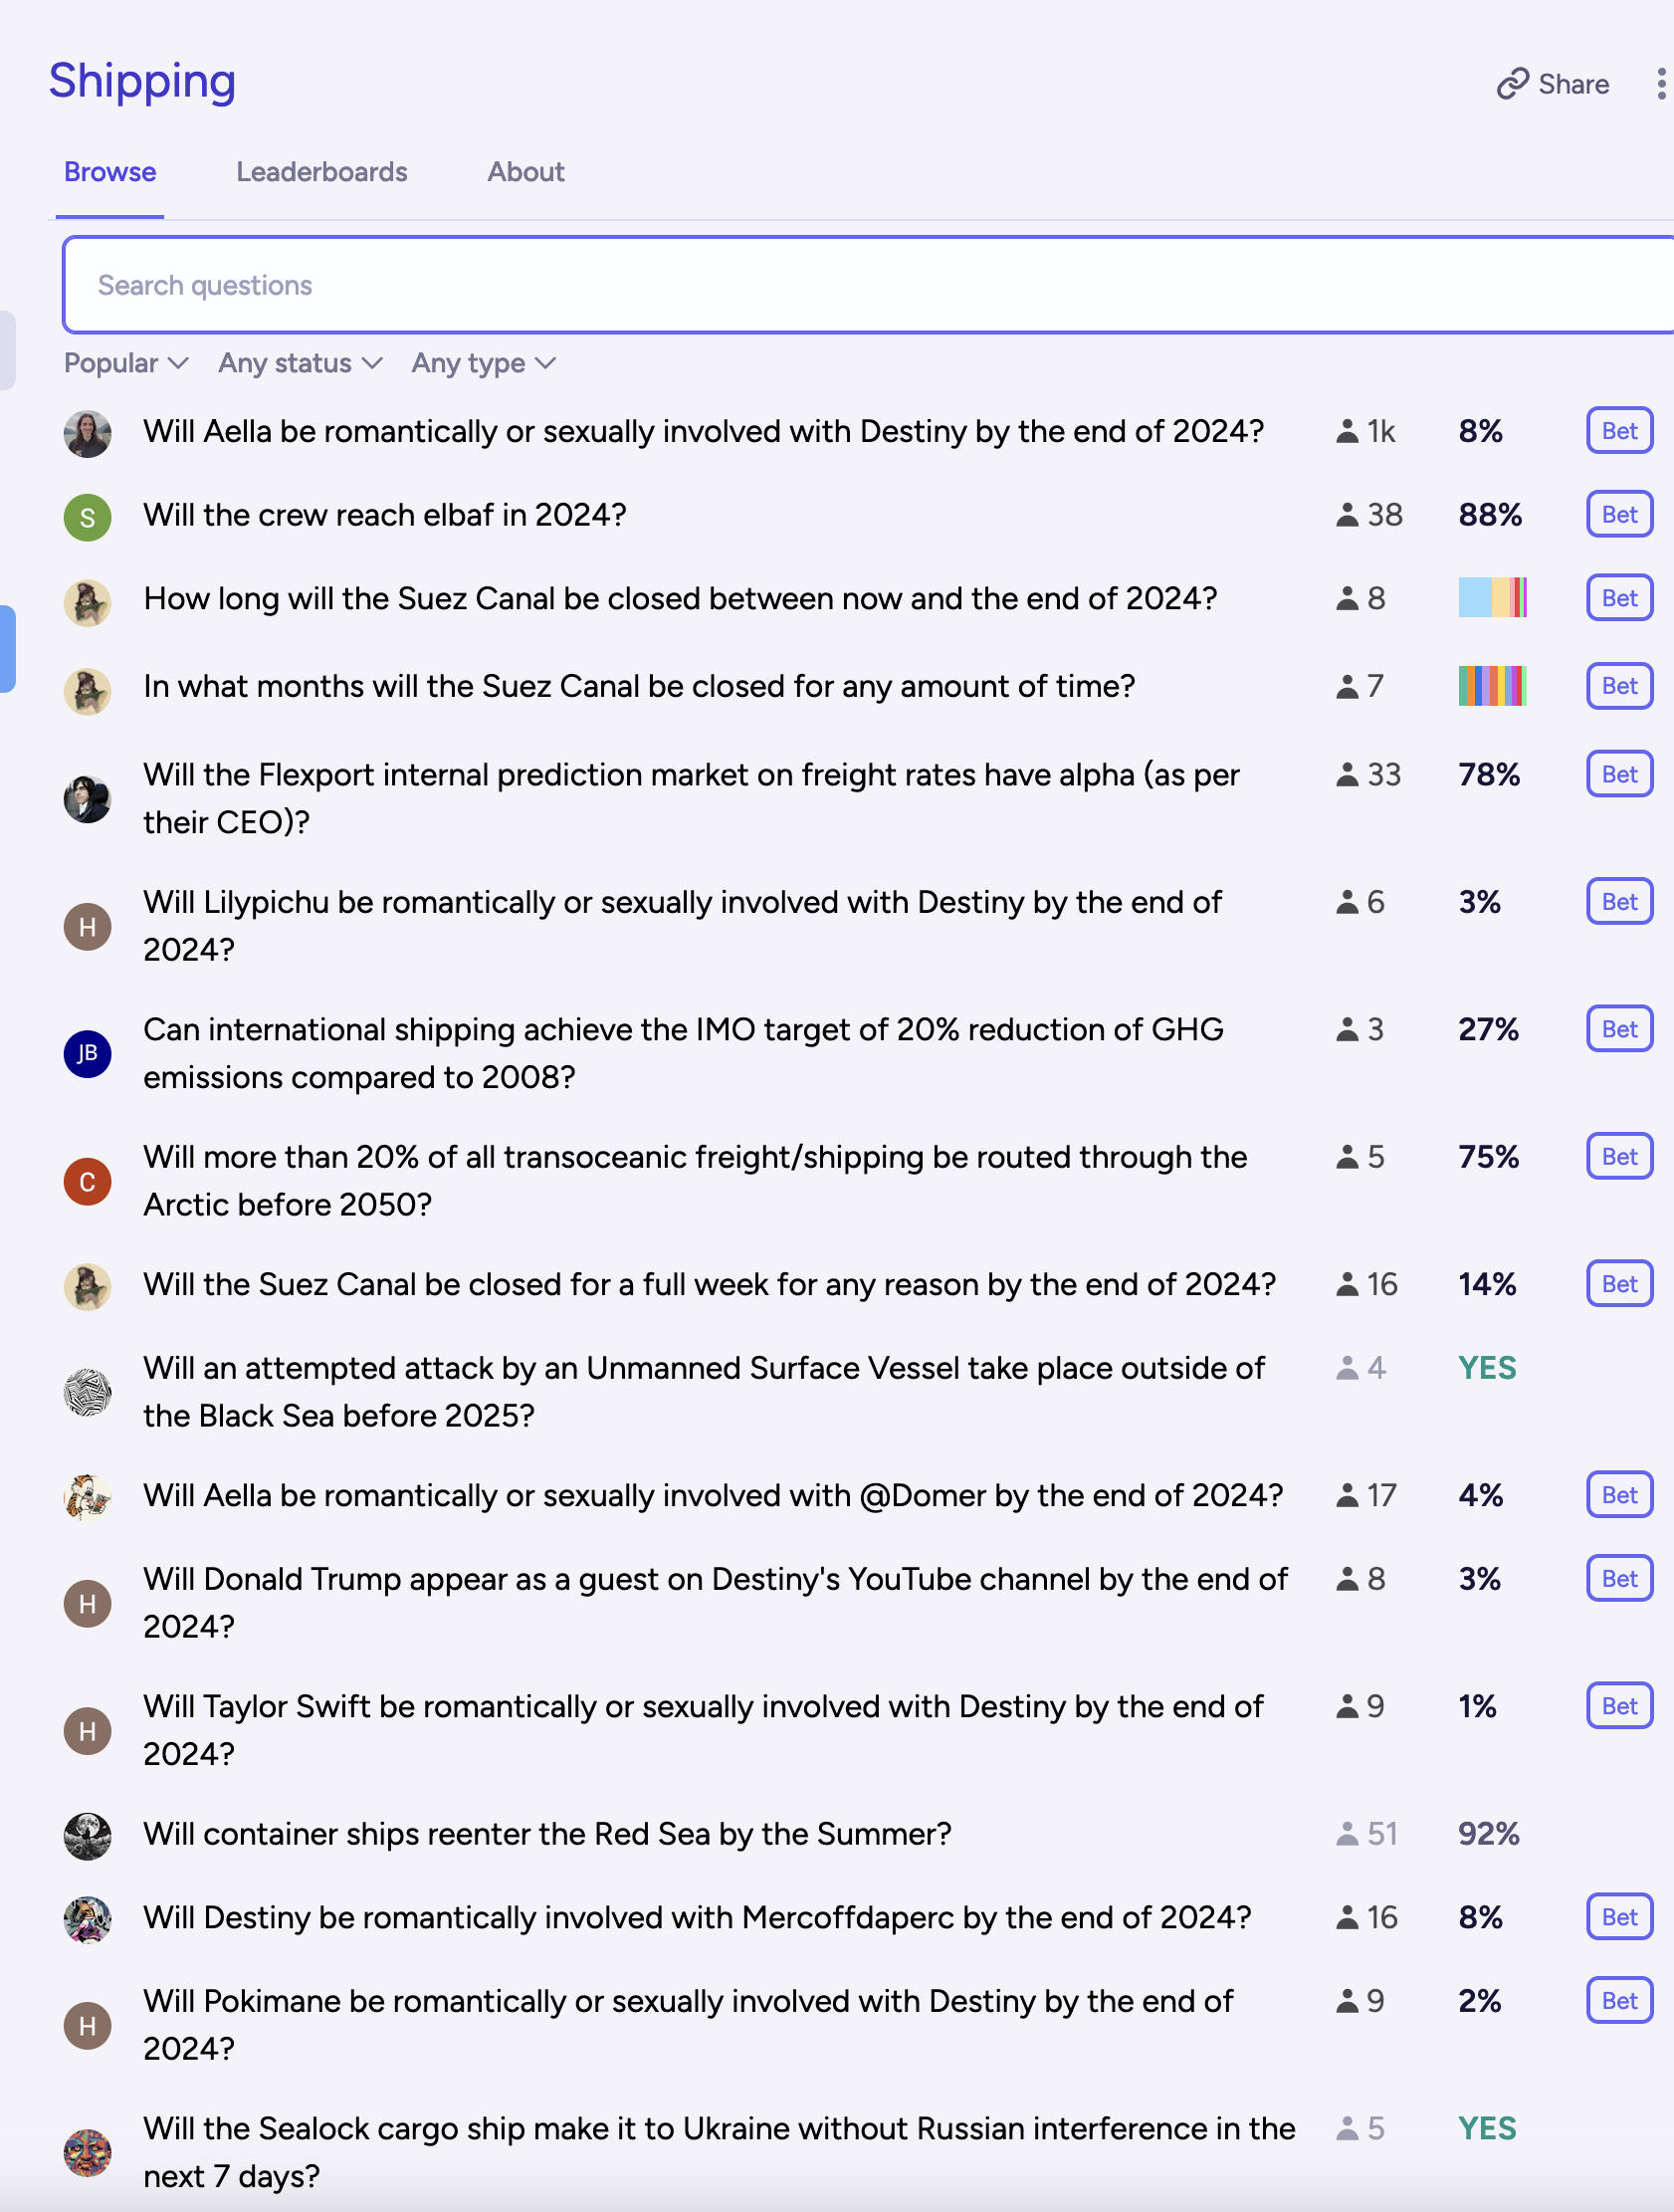 Shipping
Share
Browse Leaderboards About
Search questions
Popular Any status Any type
Will Aella be romantically or sexually involved with Destiny by the end of 2024? 1k 8% Bet
S Will the crew reach elbaf in 2024? 38 88% Bet
How long will the Suez Canal be closed between now and the end of 2024? 8 Bet
In what months will the Suez Canal be closed for any amount of time? 7 Bet
Will the Flexport internal prediction market on freight rates have alpha (as per 33 78% Bet
their CEO)?
H Will Lilypichu be romantically or sexually involved with Destiny by the end of 6 3% Bet
2024?
JB Can international shipping achieve the IMO target of 20% reduction of GHG 3 27% Bet
emissions compared to 2008?
C Will more than 20% of all transoceanic freight/shipping be routed through the 5 75% Bet
Arctic before 2050?
Will the Suez Canal be closed for a full week for any reason by the end of 2024? 16 14% Bet
Will an attempted attack by an Unmanned Surface Vessel take place outside of 4 YES
the Black Sea before 2025?
Will Aella be romantically or sexually involved with @Domer by the end of 2024? 17 4% Bet
H Will Donald Trump appear as a guest on Destiny's YouTube channel by the end of 8 3% Bet
2024?
H Will Taylor Swift be romantically or sexually involved with Destiny by the end of 9 1% Bet
2024?
Will container ships reenter the Red Sea by the Summer? 51 92%
Will Destiny be romantically involved with Mercoffdaperc by the end of 2024? 16 8% Bet
H Will Pokimane be romantically or sexually involved with Destiny by the end of 9 2% Bet
2024?
Will the Sealock cargo ship make it to Ukraine without Russian interference in the 5 YES
next 7 days?